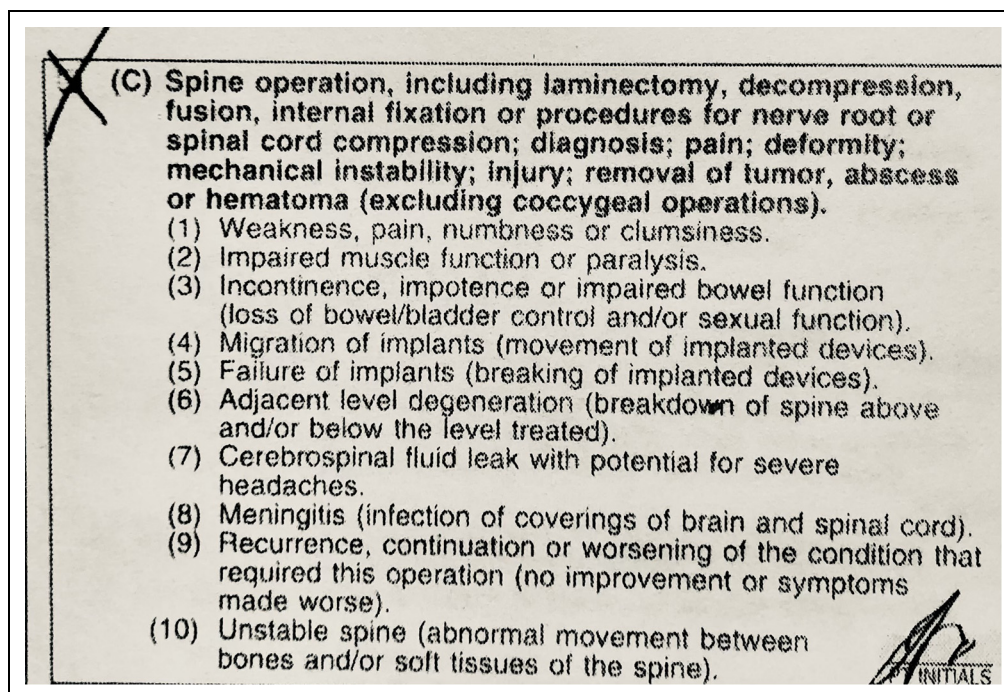 (C) Spine operation, including laminectomy, decompression,
fusion, internal fixation or procedures for nerve root or
spinal cord compression; diagnosis; pain; deformity;
mechanical instability; injury; removal of tumor, abscess
or hematoma (excluding coccygeal operations).
(1) Weakness, pain, numbness or clumsiness.
(2) Impaired muscle function or paralysis.
(3) Incontinence, impotence or impaired bowel function
(loss of bowel/bladder control and/or sexual function).
(4) Migration of implants (movement of implanted devices).
(5) Failure of implants (breaking of implanted devices).
(6) Adjacent level degeneration (breakdown of spine above
and/or below the level treated).
(7) Cerebrospinal fluid leak with potential for severe
headaches.
(8) Meningitis (infection of coverings of brain and spinal cord).
(9) Recurrence, continuation or worsening of the condition that
required this operation (no improvement or symptoms
made worse).
(10) Unstable spine (abnormal movement between
bones and/or soft tissues of the spine).
INITIALS